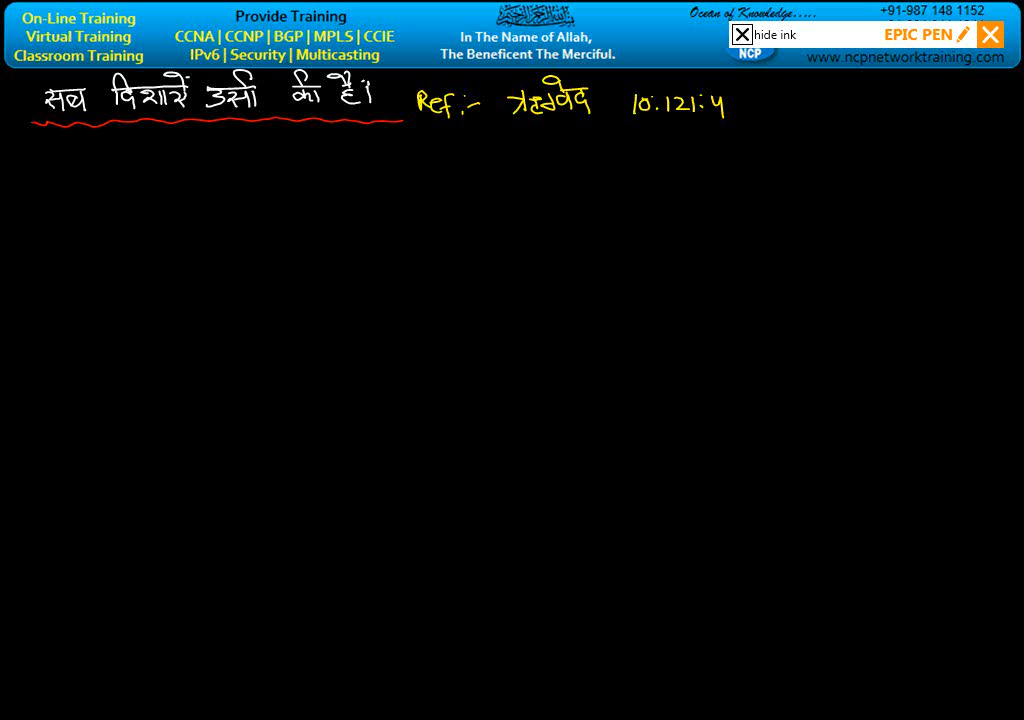 On-Line Training
Virtual Training
Classroom Training
Provide Training
CCNA | CCNP | BGP | MPLS | CCIE
IPv6 | Security | Multicasting
In The Name of Allah,
The Beneficent The Merciful.
Ocean of Knowledge.....
+91-987 148 1152
hide ink
EPIC PEN
NCP
www.ncpnetworktraining.com
सब दिशायें उसी की है।
Ref:- ऋग्वेद 10:121:4